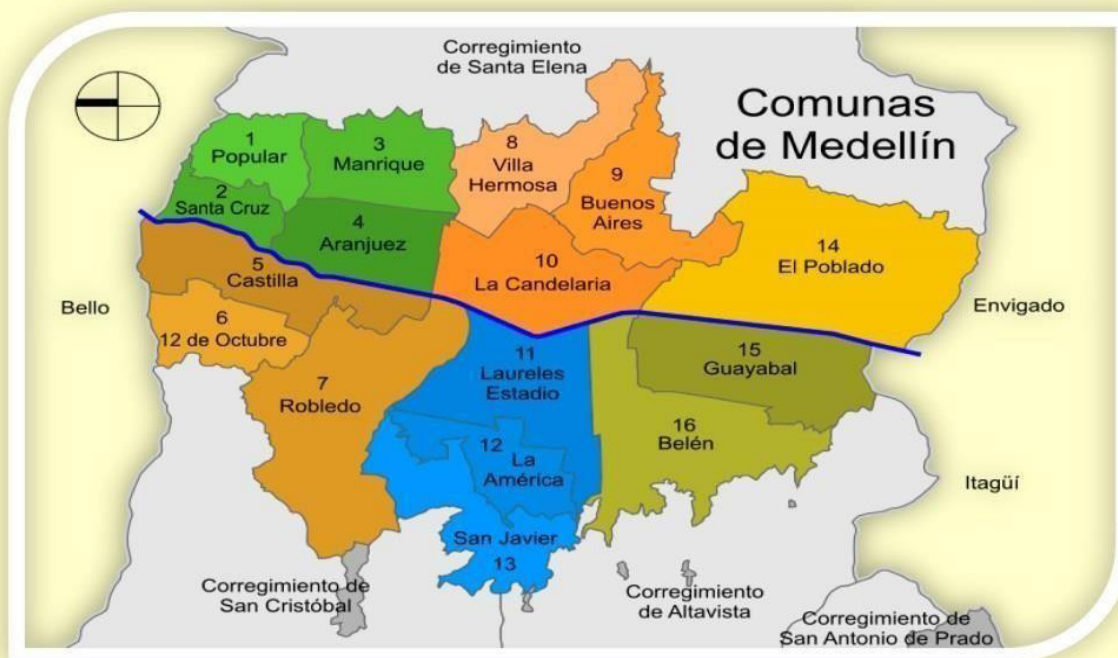 Comunas
de Medellín
Corregimiento
de Santa Elena
1
Popular
2
Santa Cruz
3
Manrique
4
Aranjuez
8
Villa
Hermosa
9
Buenos
Aires
10
La Candelaria
14
El Poblado
5
Castilla
6
12 de Octubre
7
Robledo
11
Laureles
Estadio
12
La
América
San Javier
13
15
Guayabal
16
Belén
Bello
Envigado
Itagüí
Corregimiento de
San Cristóbal
Corregimiento
de Altavista
Corregimiento de
San Antonio de Prado